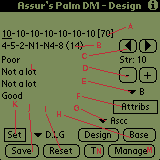 Assur's Palm DM - Design
A
10-10-10-10-10-10-10[70]
B
4-5-2-N1-N4-8 (14)
C
Poor
D
Str: 10
Not a lot
-
+
Not a lot
E
B
Good
F
Attribs
K
J
I
H
G
Ascc
Set
D:LG
Design
Base
Save
Reset
T
Manage
L
O
N
M